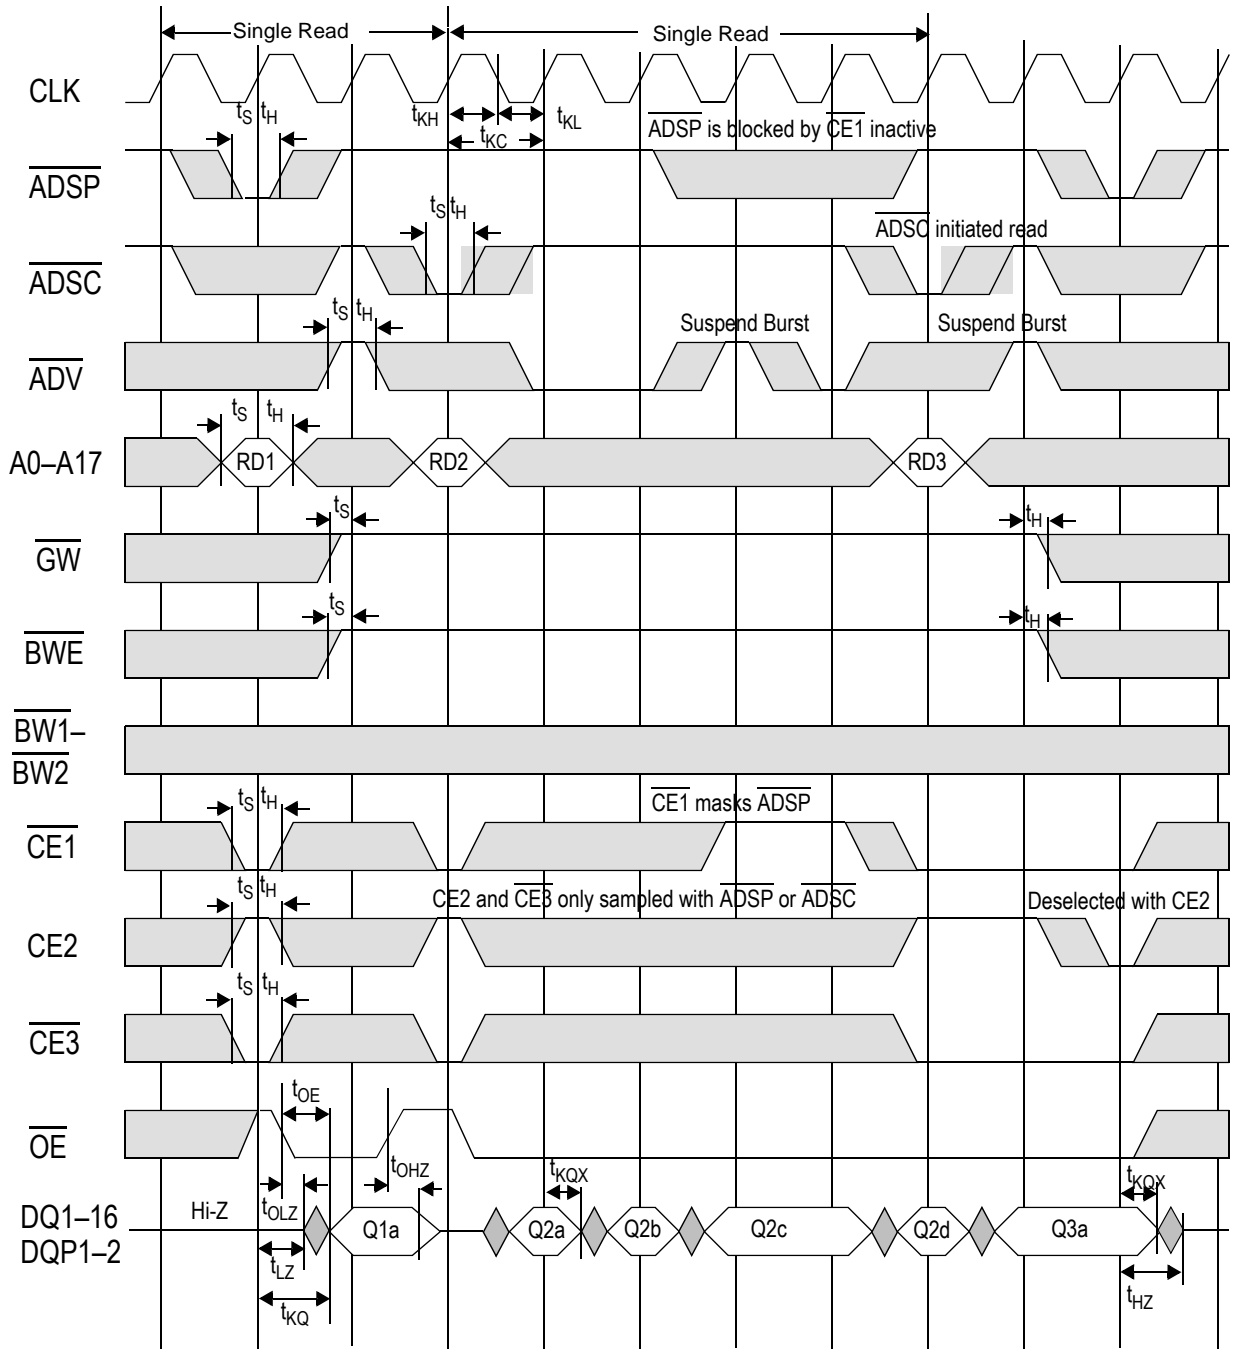 Single Read Single Read
CLK
tS tH tKH tKL
tKC
ADSP is blocked by CE1 inactive
ADSP
tS tH
ADSC initiated read
ADSC
tS tH Suspend Burst Suspend Burst
ADV
tS tH
A0–A17 RD1 RD2 RD3
tS tH
GW
tS tH
BWE
BW1–
BW2
tS tH CE1 masks ADSP
CE1
tS tH CE2 and CE3 only sampled with ADSP or ADSC Deselected with CE2
CE2
tS tH
CE3
tOE
OE
tOHZ tKQX tKQX
DQ1–16 Hi-Z tOLZ Q1a Q2a Q2b Q2c Q2d Q3a
DQP1–2
tLZ
tKQ tHZ